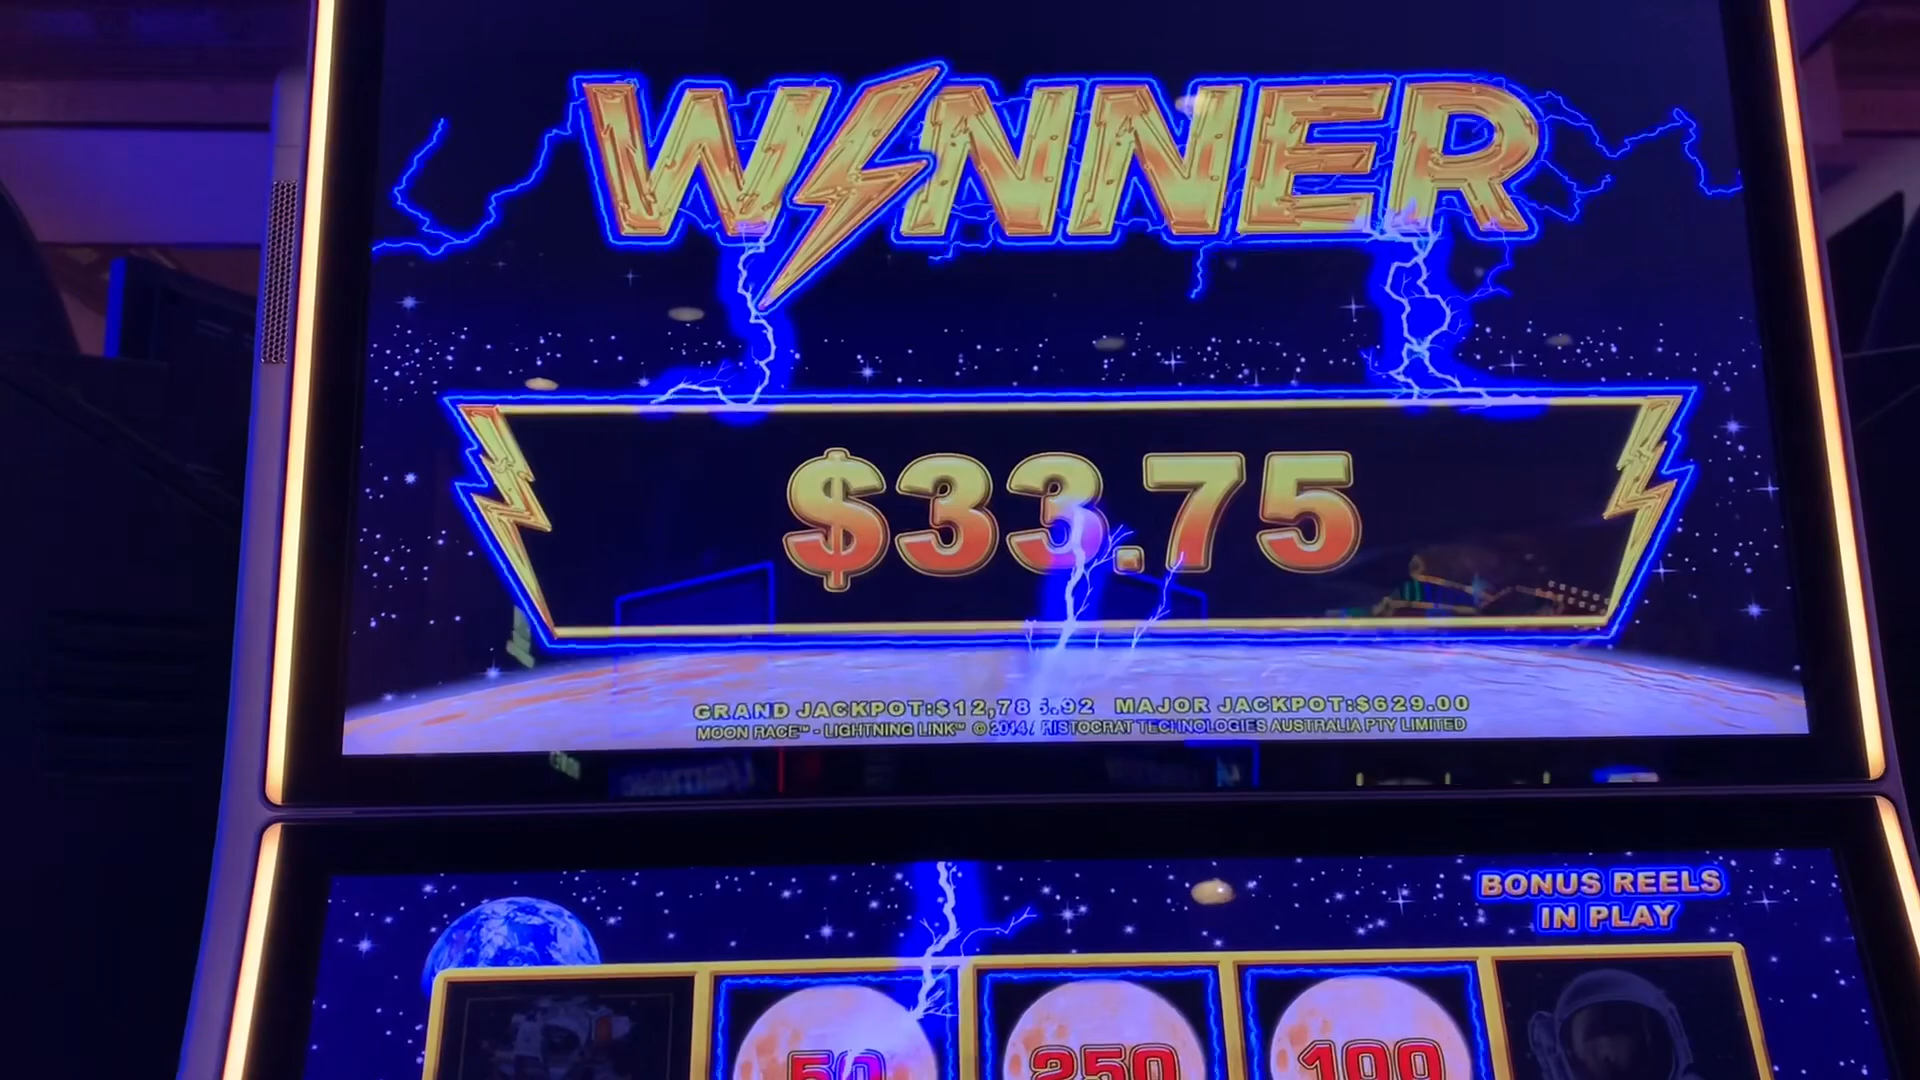 WINNER
$33.75
GRAND JACKPOT:$12,78 .92 MAJOR JACKPOT:$629.00
MOON RACE™ - LIGHTNING LINK™ © 2014 ARISTOCRAT TECHNOLOGIES AUSTRALIA PTY LIMITED
BONUS REELS
IN PLAY
50 250 100